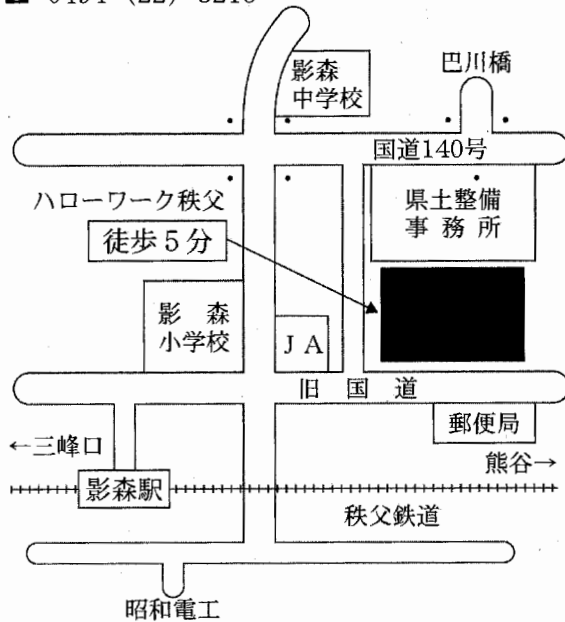 影森
中学校
巴川橋
国道140号
ハローワーク秩父
徒歩5分
県土整備
事務所
影森
小学校
JA
旧国道
郵便局
←三峰口
熊谷→
影森駅
秩父鉄道
昭和電工